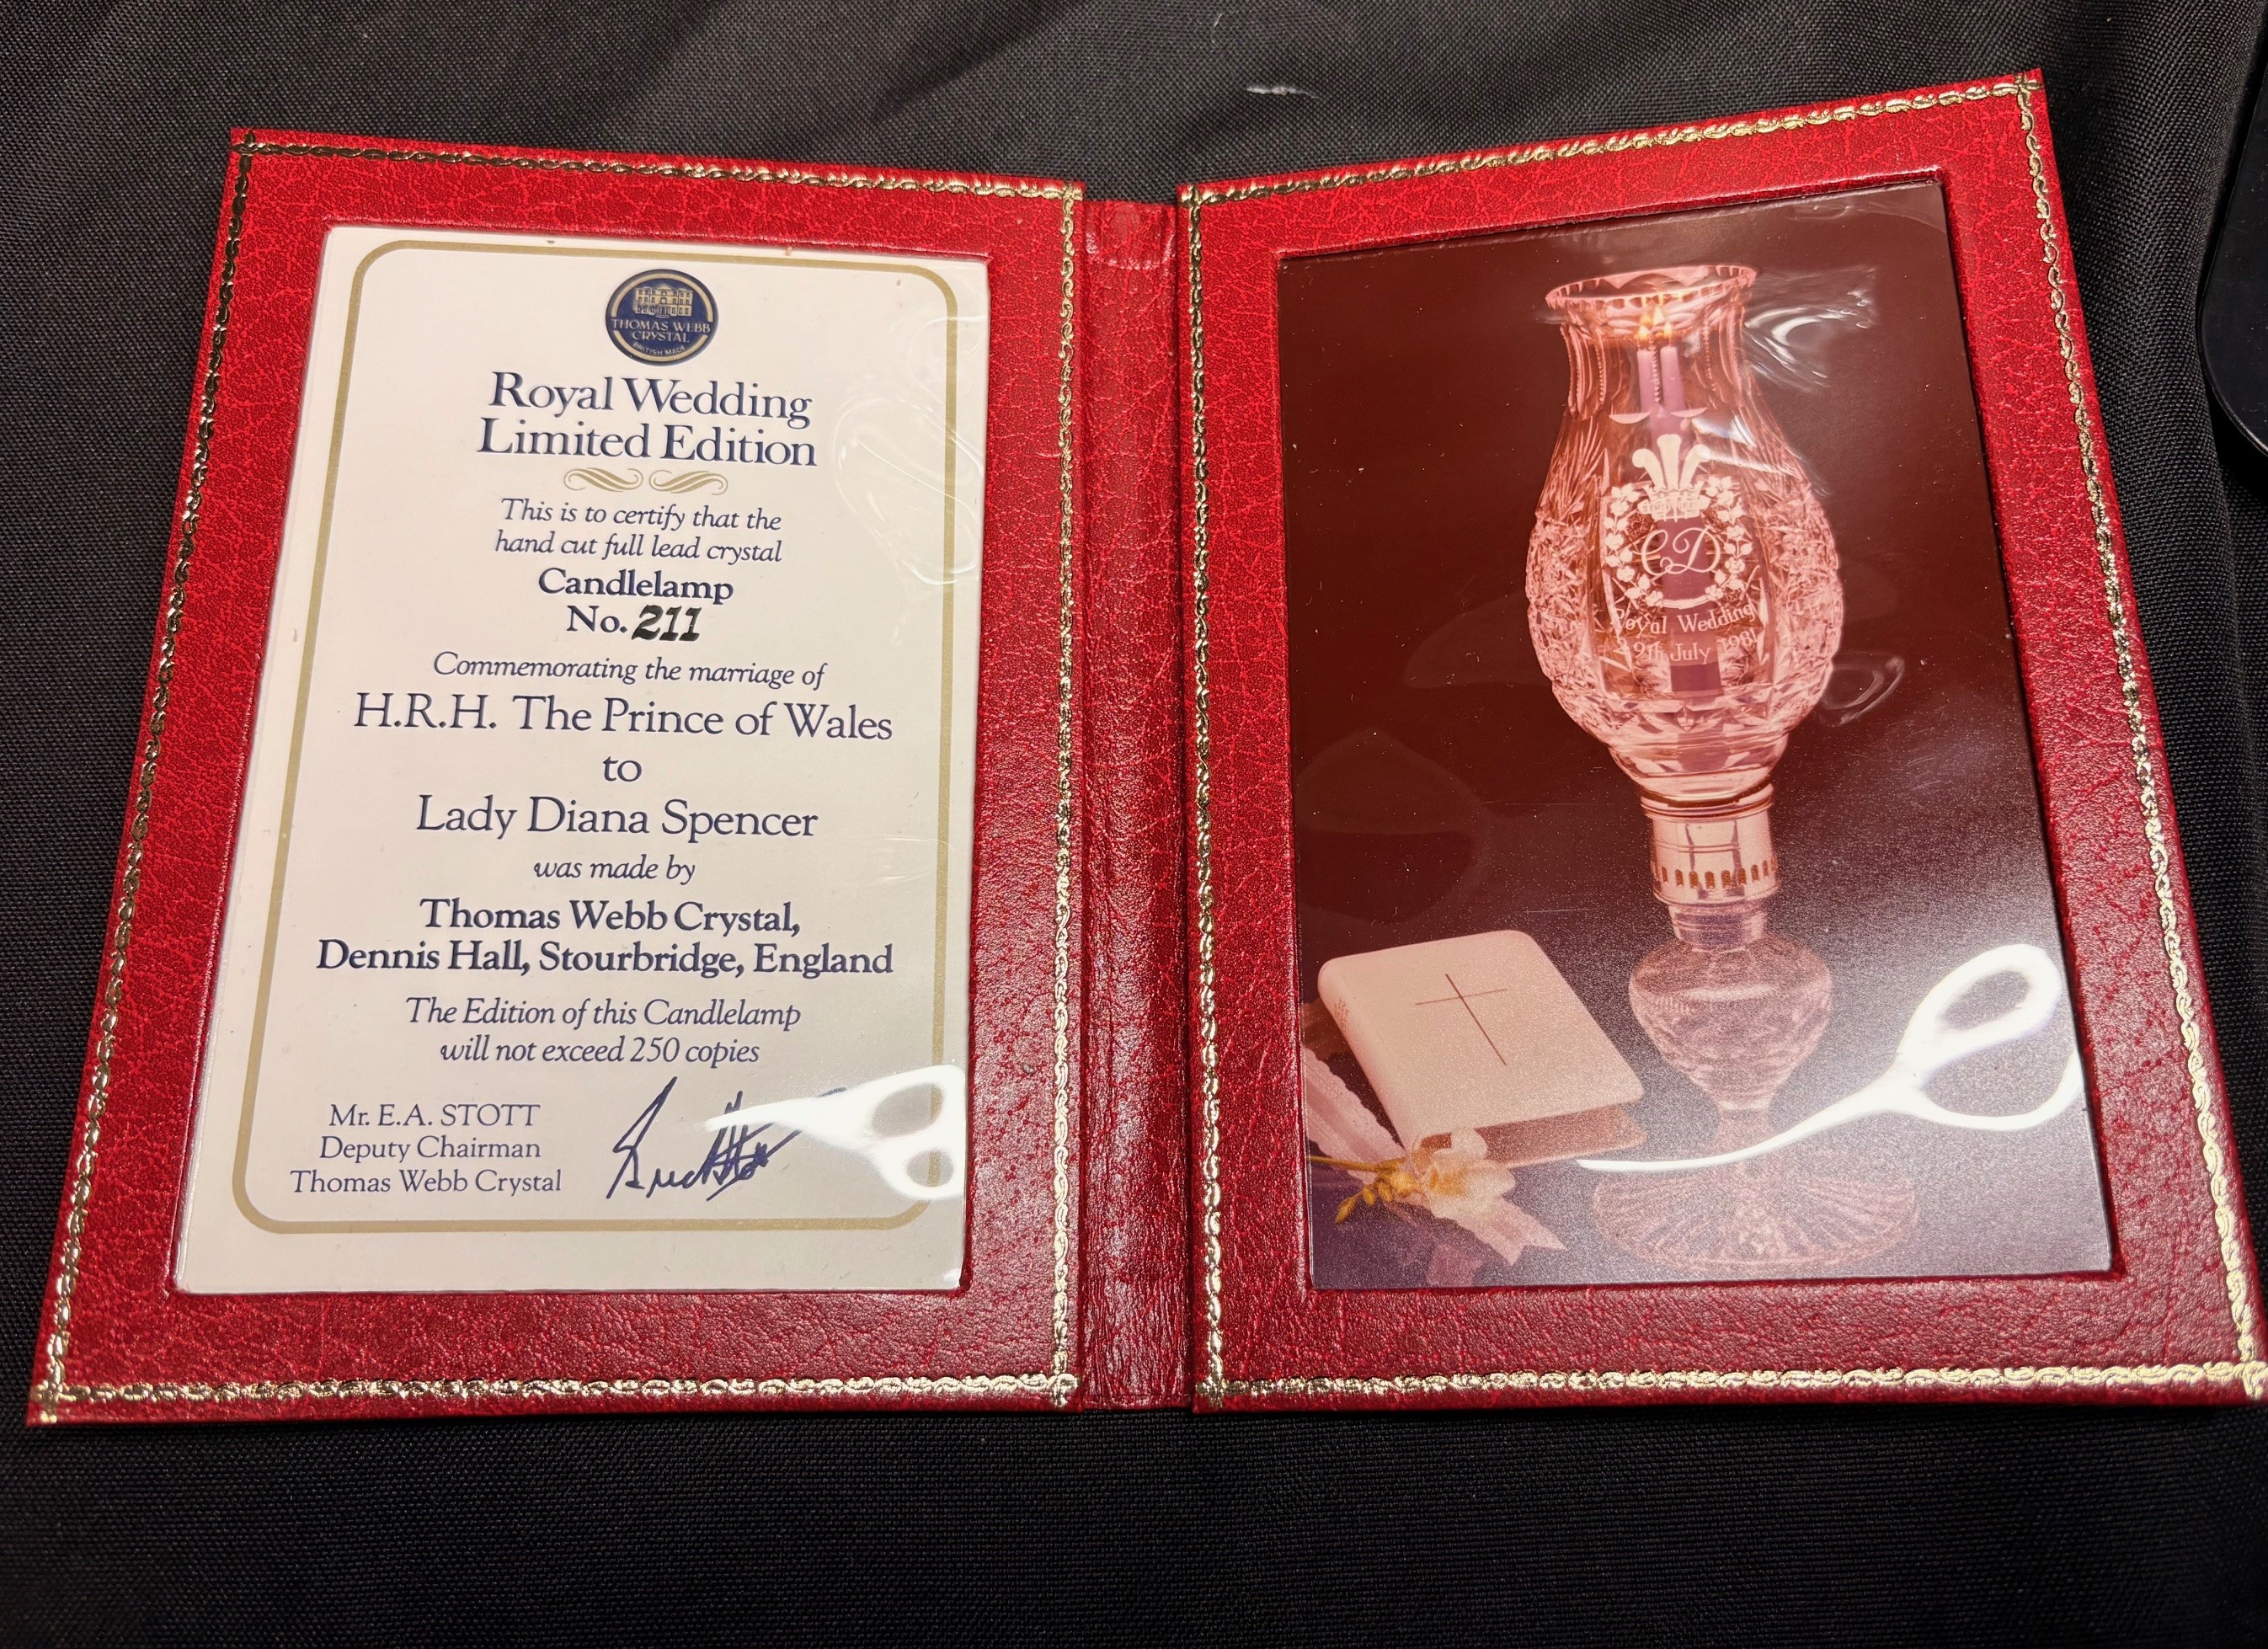 THOMAS WEBB
CRYSTAL
BRITISH MADE
Royal Wedding
Limited Edition
This is to certify that the
hand cut full lead crystal
Candlelamp
No. 211
Commemorating the marriage of
H.R.H. The Prince of Wales
to
Lady Diana Spencer
was made by
Thomas Webb Crystal,
Dennis Hall, Stourbridge, England
The Edition of this Candlelamp
will not exceed 250 copies
Mr. E.A. STOTT
Deputy Chairman
Thomas Webb Crystal
CD
Royal Wedding
29th July 1981